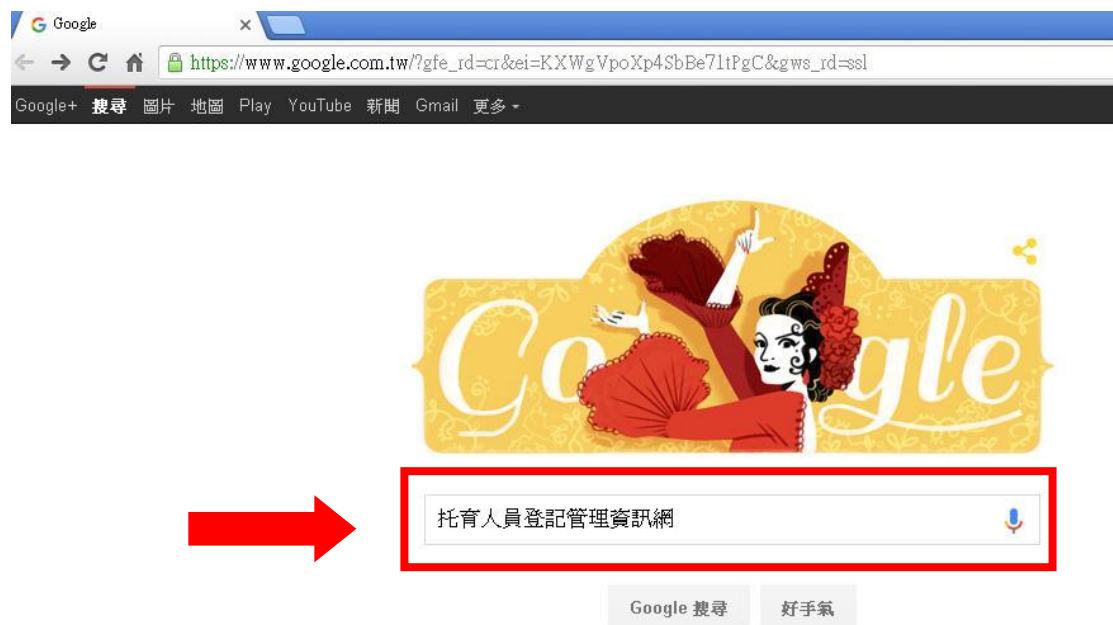 Google
https://www.google.com.tw/?gfe_rd=cr&ei=KXWgVpoXp4SbBe7ltPgC&gws_rd=ssl
Google+ 搜尋 圖片 地圖 Play YouTube 新聞 Gmail 更多
Google
托育人員登記管理資訊網
Google 搜尋 好手氣